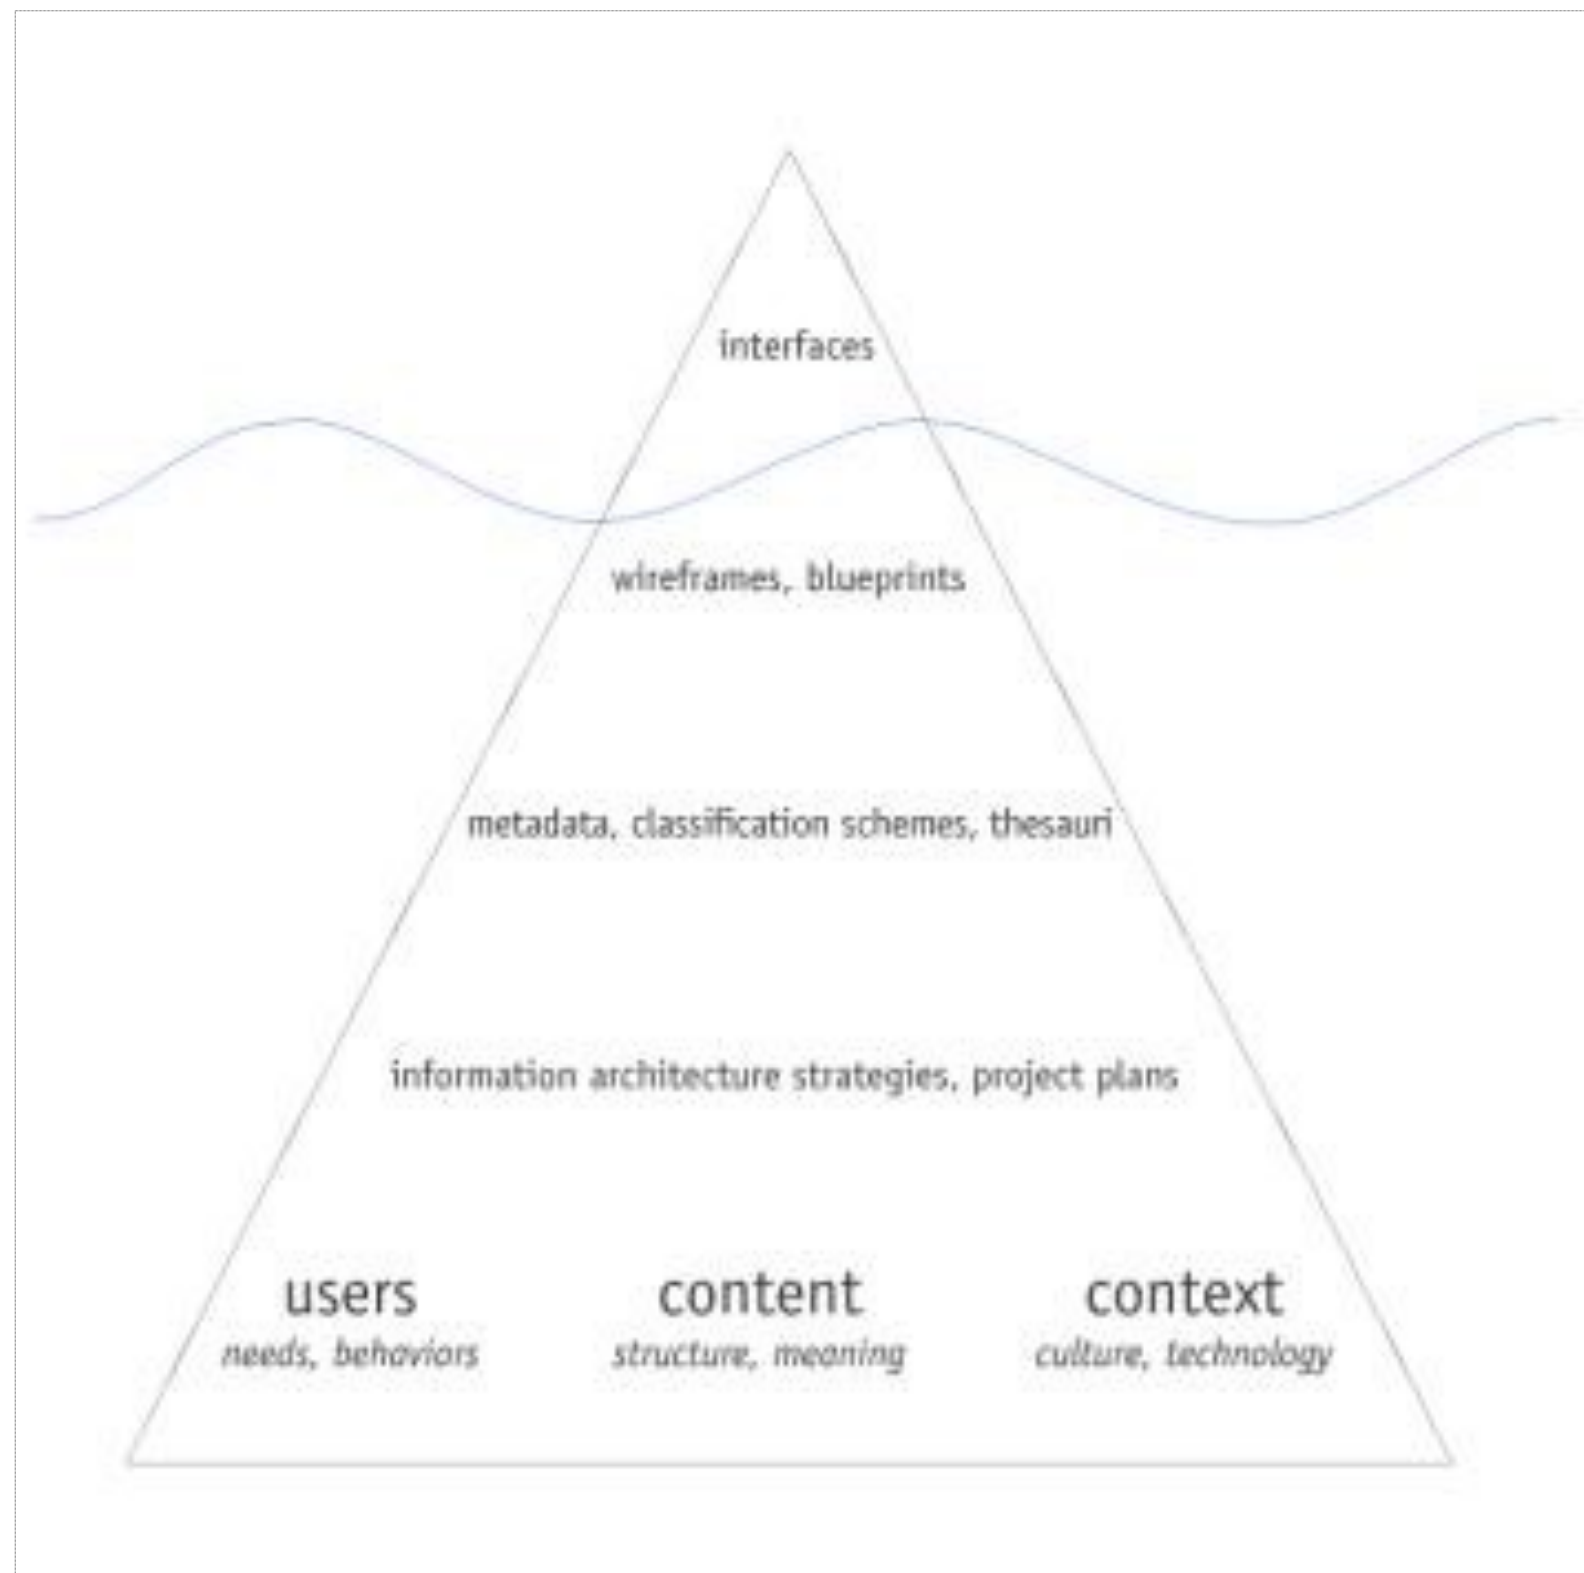 interfaces
wireframes, blueprints
metadata, classification schemes, thesauri
information architecture strategies, project plans
users content context
needs, behaviors structure, meaning culture, technology